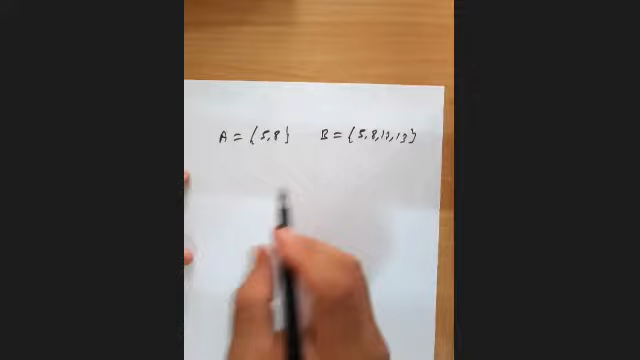 A = {5,8} B = {5,8,12,13}